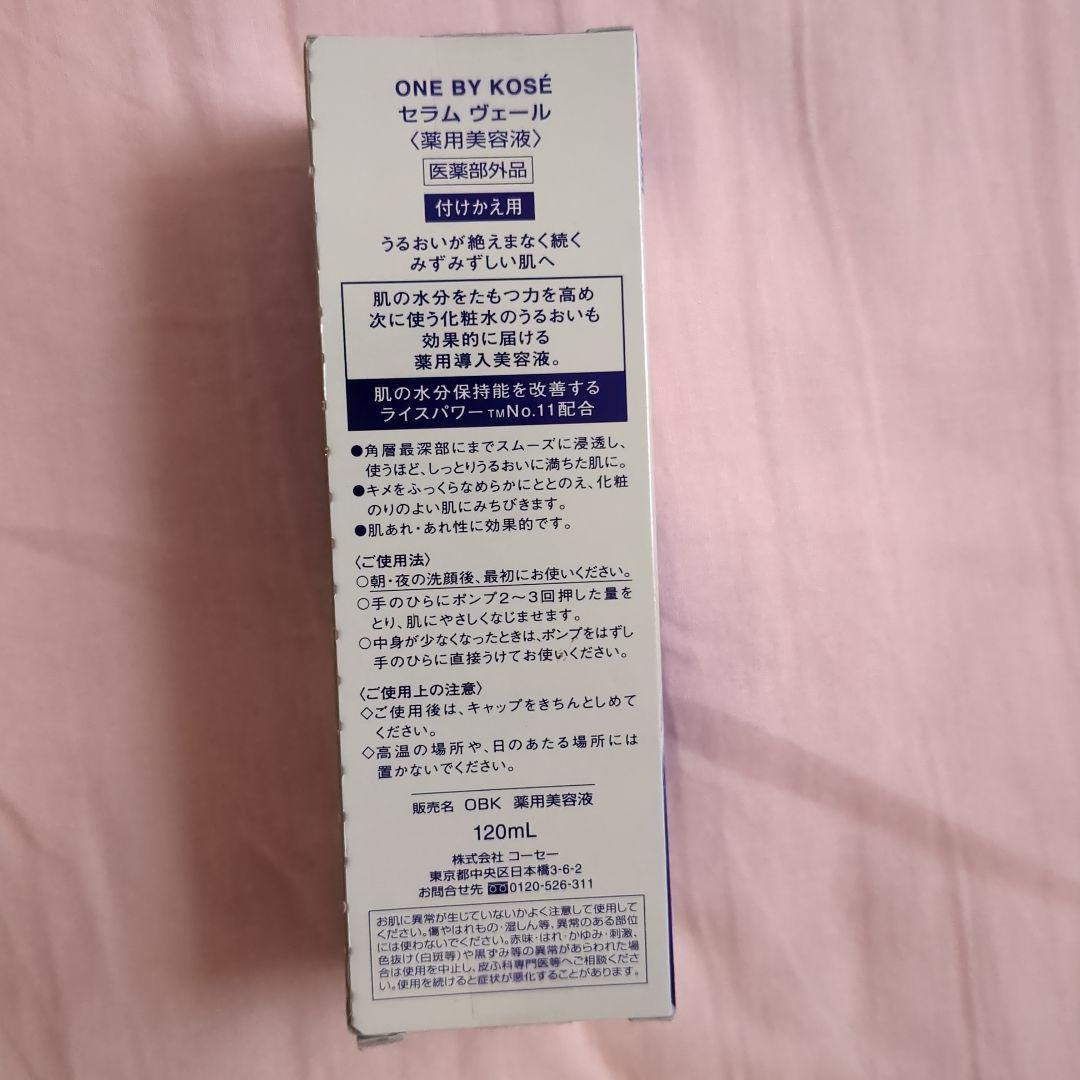 ONE BY KOSÉ
セラム ヴェール
〈薬用美容液〉
医薬部外品
付けかえ用
うるおいが絶えまなく続く
みずみずしい肌へ
肌の水分をたもつ力を高め
次に使う化粧水のうるおいも
効果的に届ける
薬用導入美容液。
肌の水分保持能を改善する
ライスパワー™No.11配合
●角層最深部にまでスムーズに浸透し、
使うほど、しっとりうるおいに満ちた肌に。
●キメをふっくらなめらかにととのえ、化粧
のりのよい肌にみちびきます。
●肌あれ・あれ性に効果的です。
〈ご使用法〉
○朝・夜の洗顔後、最初にお使いください。
○手のひらにポンプ2〜3回押した量を
とり、肌にやさしくなじませます。
○中身が少なくなったときは、ポンプをはずし
手のひらに直接うけてお使いください。
〈ご使用上の注意〉
◇ご使用後は、キャップをきちんとしめて
ください。
◇高温の場所や、日のあたる場所には
置かないでください。
販売名 OBK 薬用美容液
120mL
株式会社 コーセー
東京都中央区日本橋3-6-2
お問合せ先 0120-526-311
お肌に異常が生じていないかよく注意して使用して
ください。傷やはれもの・湿しん等、異常のある部位
には使わないでください。赤味・はれ・かゆみ・刺激、
色抜け(白斑等)や黒ずみ等の異常があらわれた場
合は使用を中止し、皮ふ科専門医等へご相談くださ
い。使用を続けると症状が悪化することがあります。